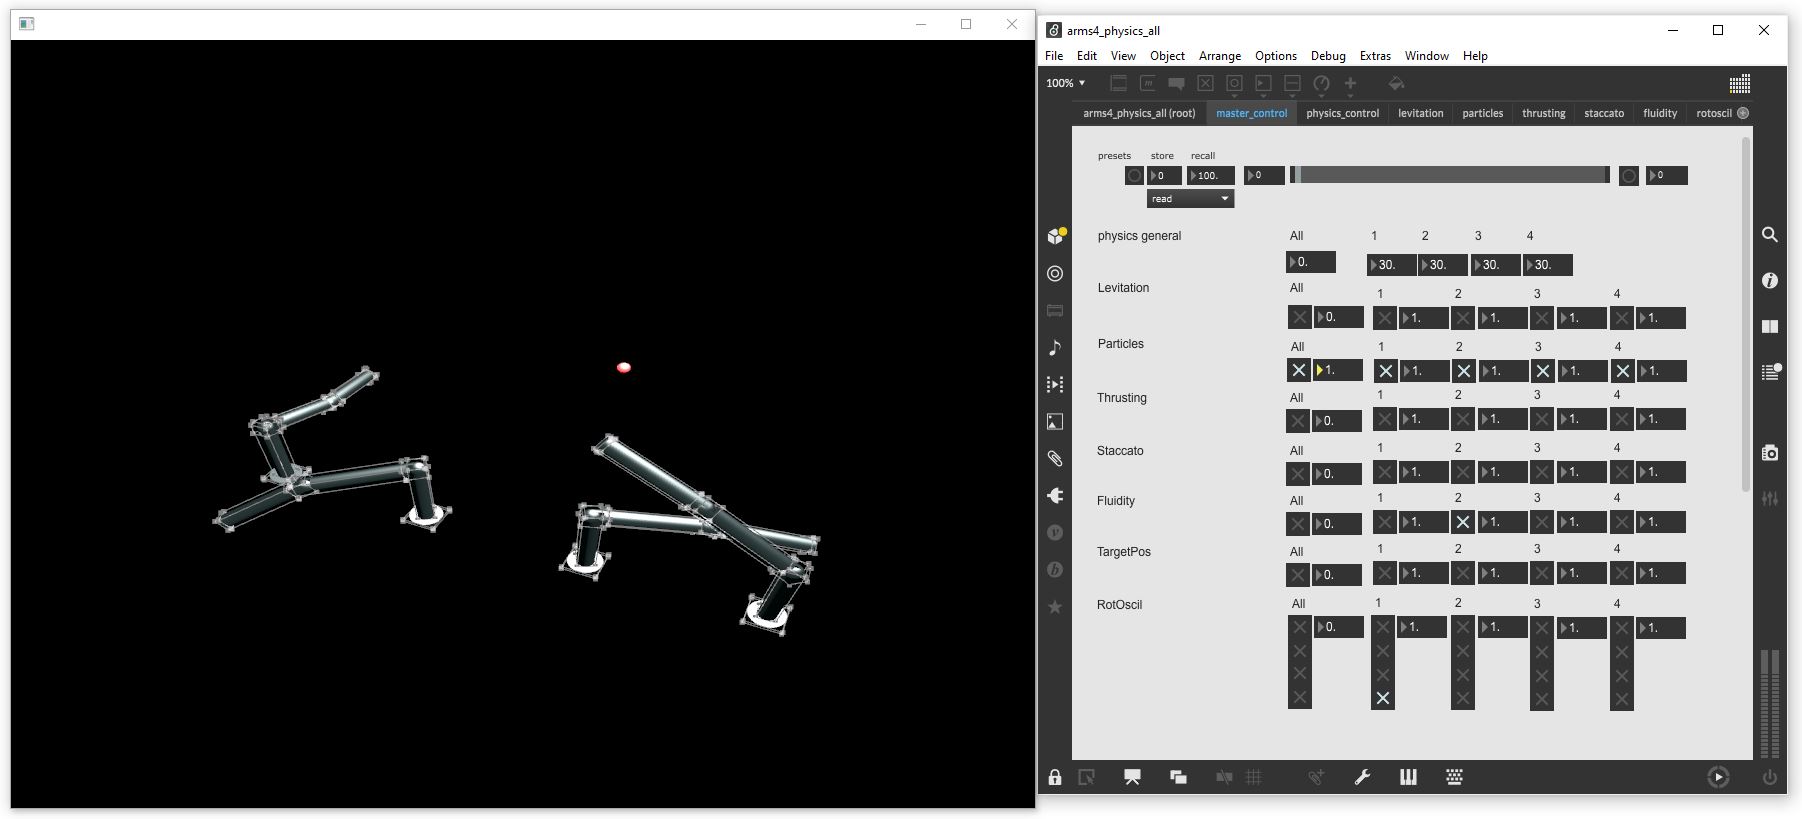 arms4_physics_all
File Edit View Object Arrange Options Debug Extras Window Help
100%
arms4_physics_all (root) master_control physics_control levitation particles thrusting staccato fluidity rotoscil
presets store recall
0 100. 0 0
read
physics general All 1 2 3 4
0. 30. 30. 30. 30.
Levitation All 1 2 3 4
0. 1. 1. 1. 1.
Particles All 1 2 3 4
1. 1. 1. 1. 1.
Thrusting All 1 2 3 4
0. 1. 1. 1. 1.
Staccato All 1 2 3 4
0. 1. 1. 1. 1.
Fluidity All 1 2 3 4
0. 1. 1. 1. 1.
TargetPos All 1 2 3 4
0. 1. 1. 1. 1.
RotOscil All 1 2 3 4
0. 1. 1. 1. 1.